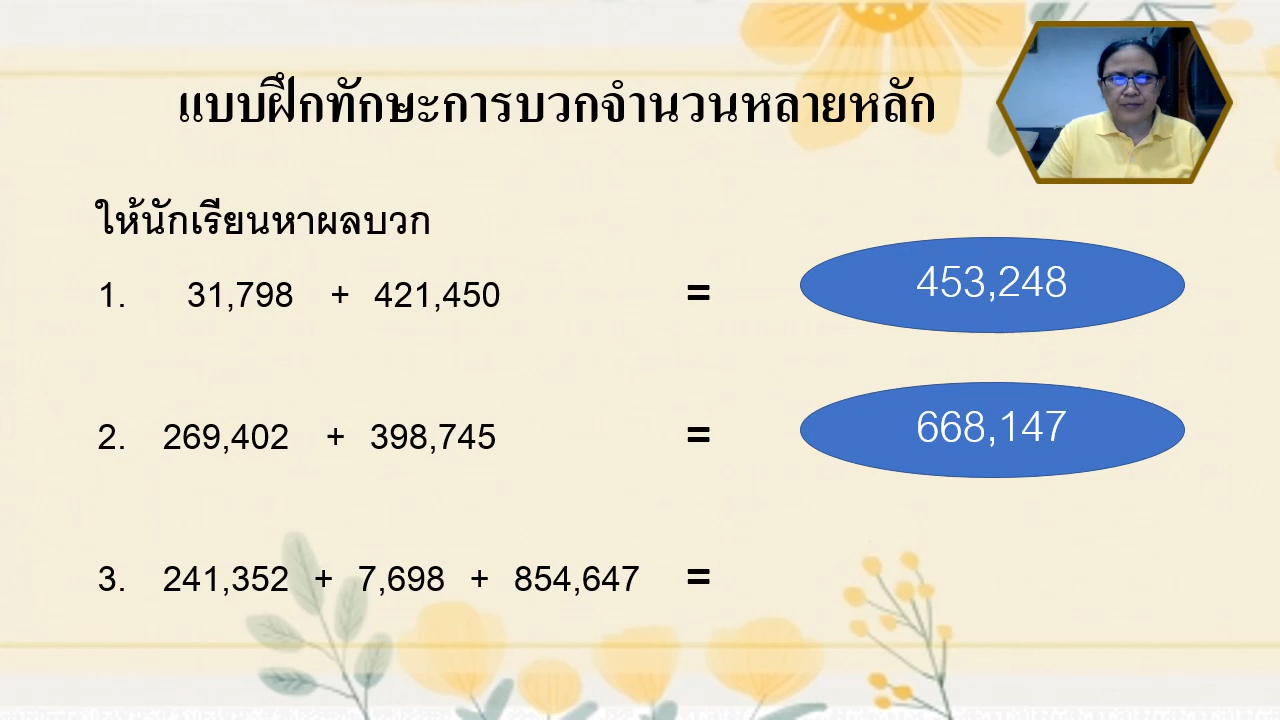 แบบฝึกทักษะการบวกจำนวนหลายหลัก
ให้นักเรียนหาผลบวก
1. 31,798 + 421,450 = 453,248
2. 269,402 + 398,745 = 668,147
3. 241,352 + 7,698 + 854,647 =